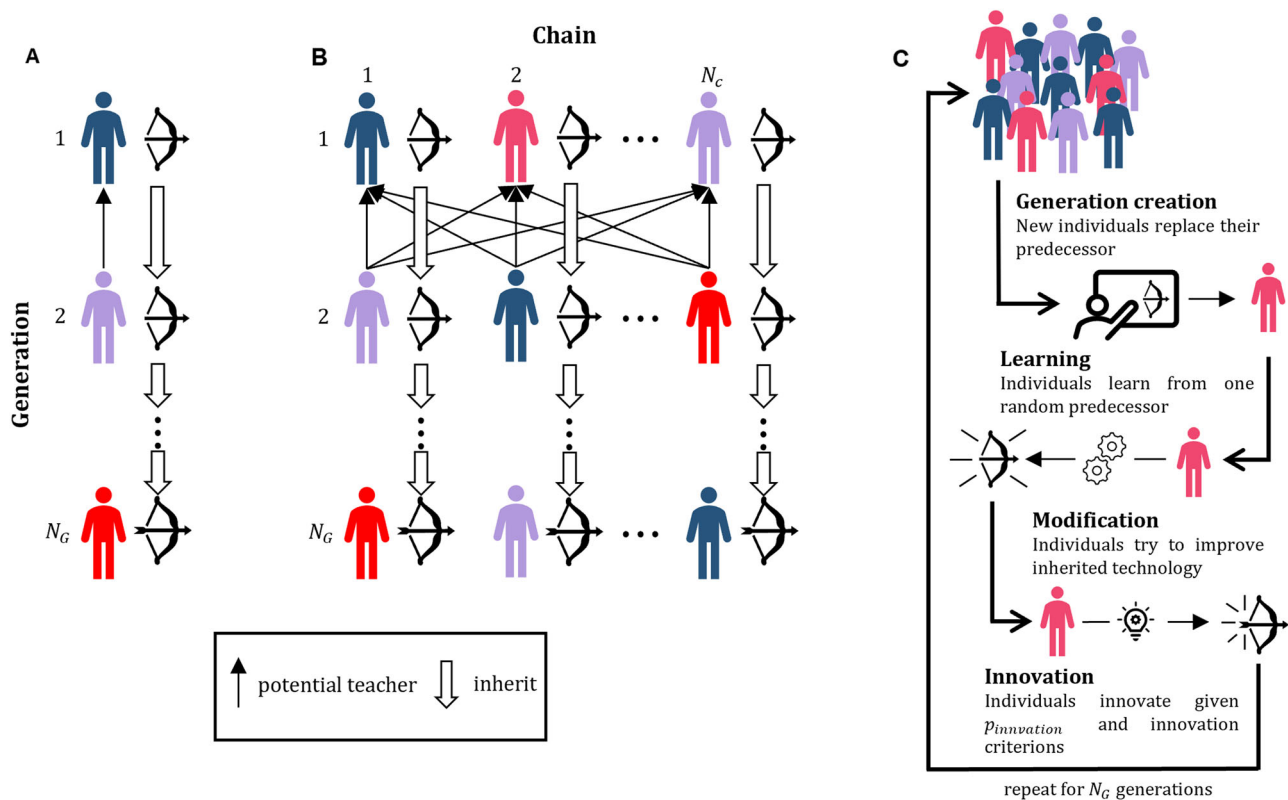 A
B
Chain
C
1
2
N_c
1
1
2
2
Generation
N_G
N_G
potential teacher
inherit
Generation creation
New individuals replace their
predecessor
Learning
Individuals learn from one
random predecessor
Modification
Individuals try to improve
inherited technology
Innovation
Individuals innovate given
p_innvation and innovation
criterions
repeat for N_G generations